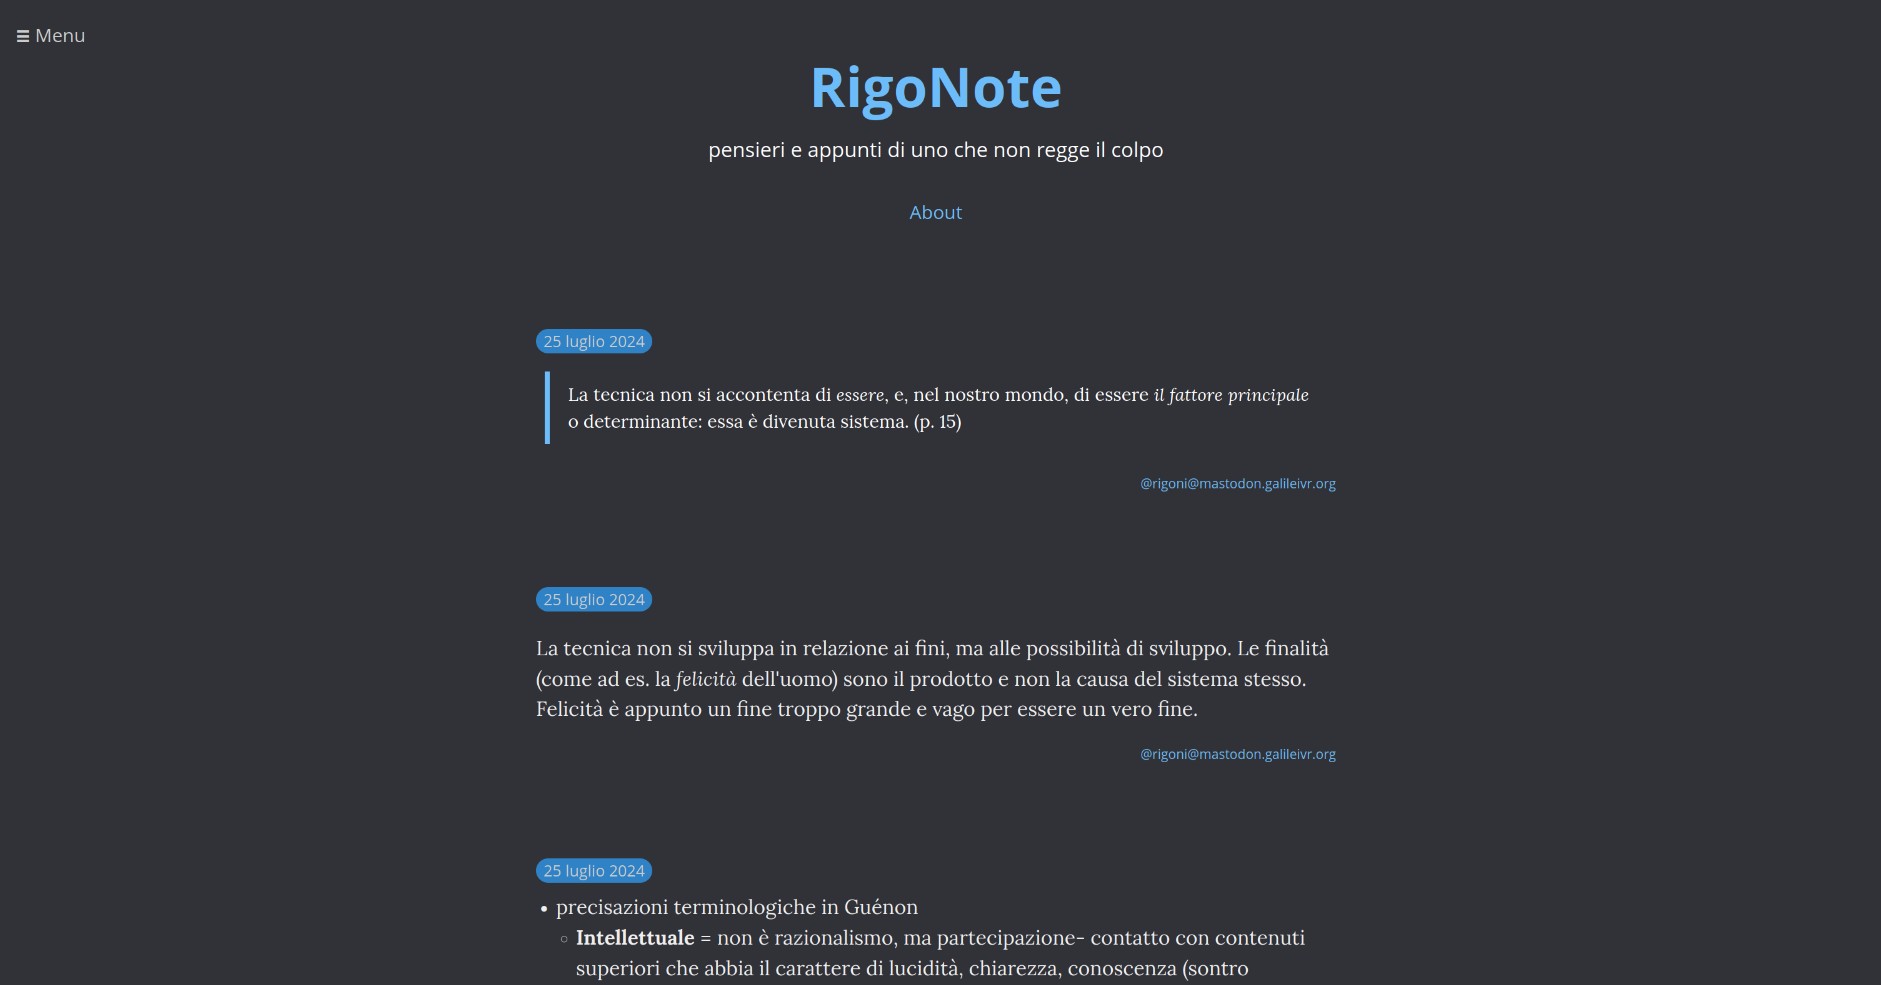 Menu
RigoNote
pensieri e appunti di uno che non regge il colpo
About
25 luglio 2024
La tecnica non si accontenta di essere, e, nel nostro mondo, di essere il fattore principale
o determinante: essa è divenuta sistema. (p. 15)
@rigoni@mastodon.galileivr.org
25 luglio 2024
La tecnica non si sviluppa in relazione ai fini, ma alle possibilità di sviluppo. Le finalità
(come ad es. la felicità dell'uomo) sono il prodotto e non la causa del sistema stesso.
Felicità è appunto un fine troppo grande e vago per essere un vero fine.
@rigoni@mastodon.galileivr.org
25 luglio 2024
• precisazioni terminologiche in Guénon
◦ Intellettuale = non è razionalismo, ma partecipazione- contatto con contenuti
superiori che abbia il carattere di lucidità, chiarezza, conoscenza (sontro